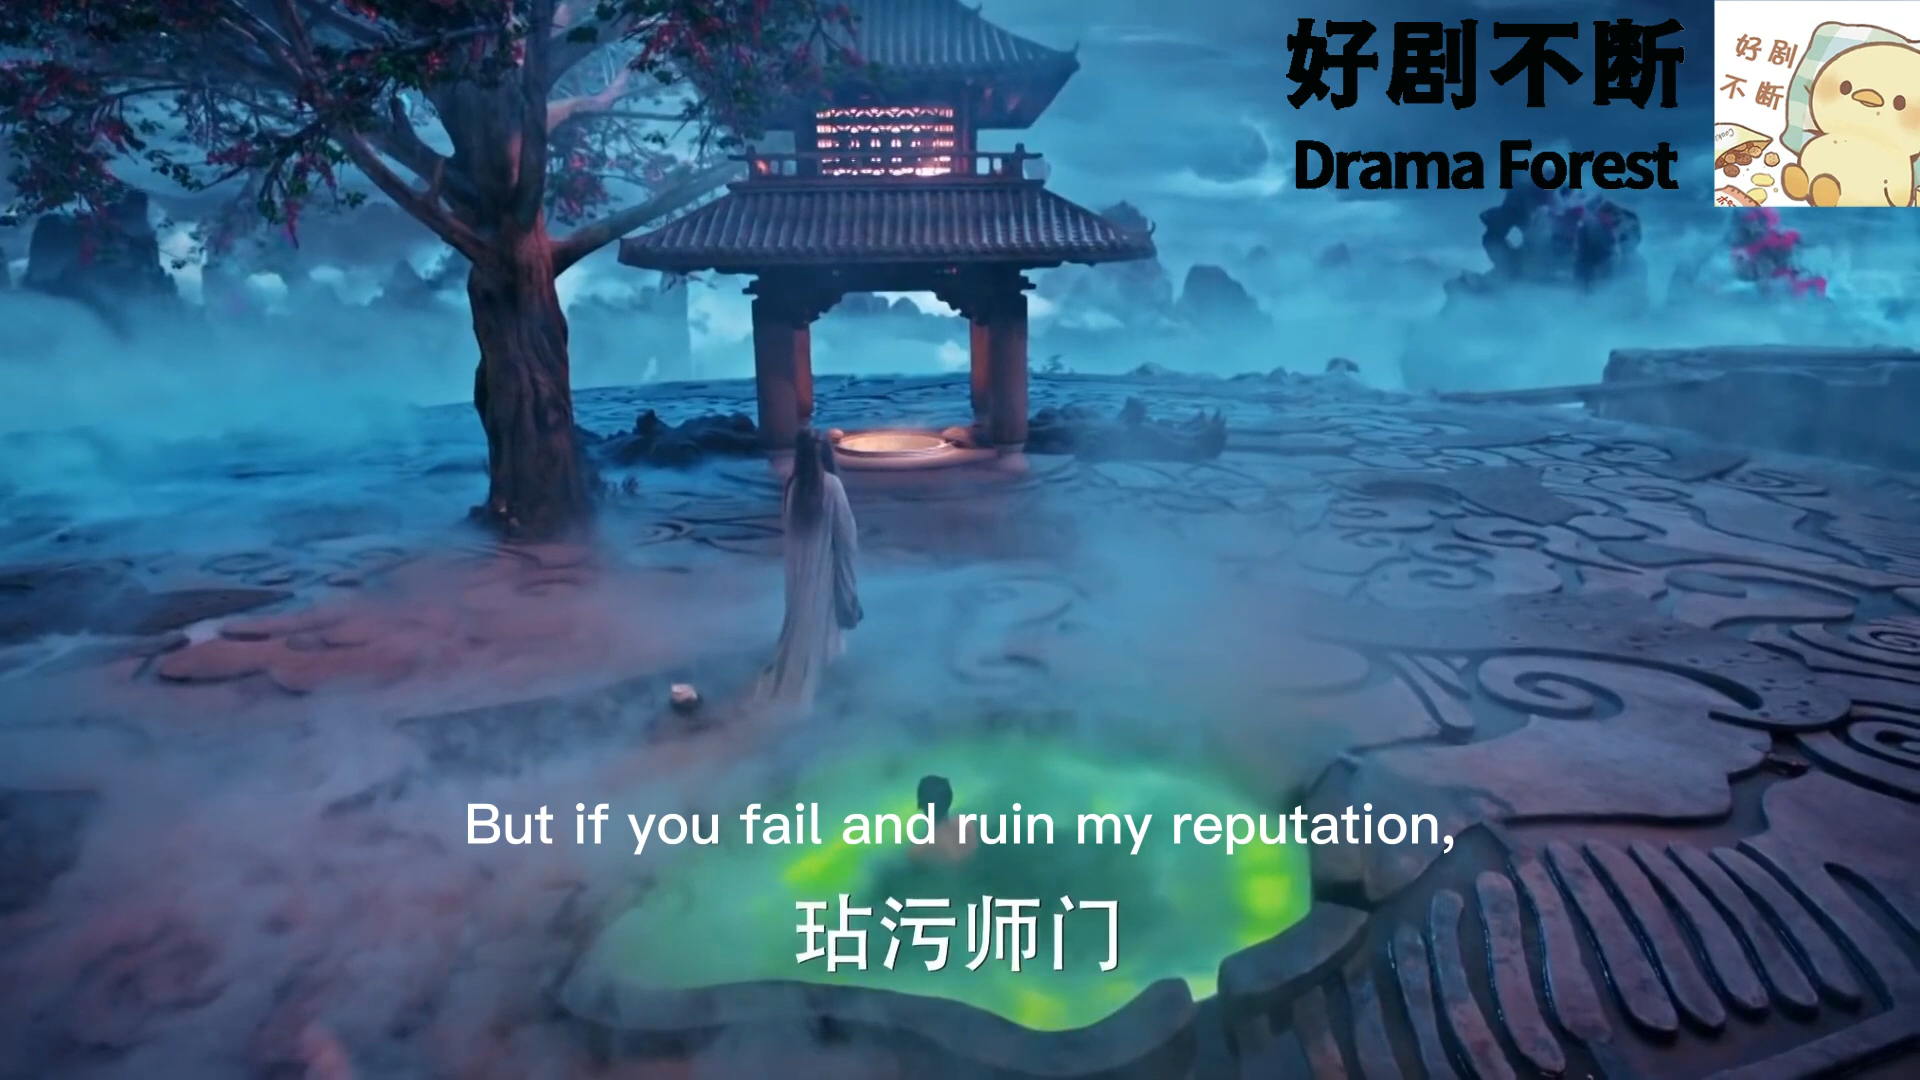 好剧不断
Drama Forest
好剧
不断
But if you fail and ruin my reputation,
玷污师门